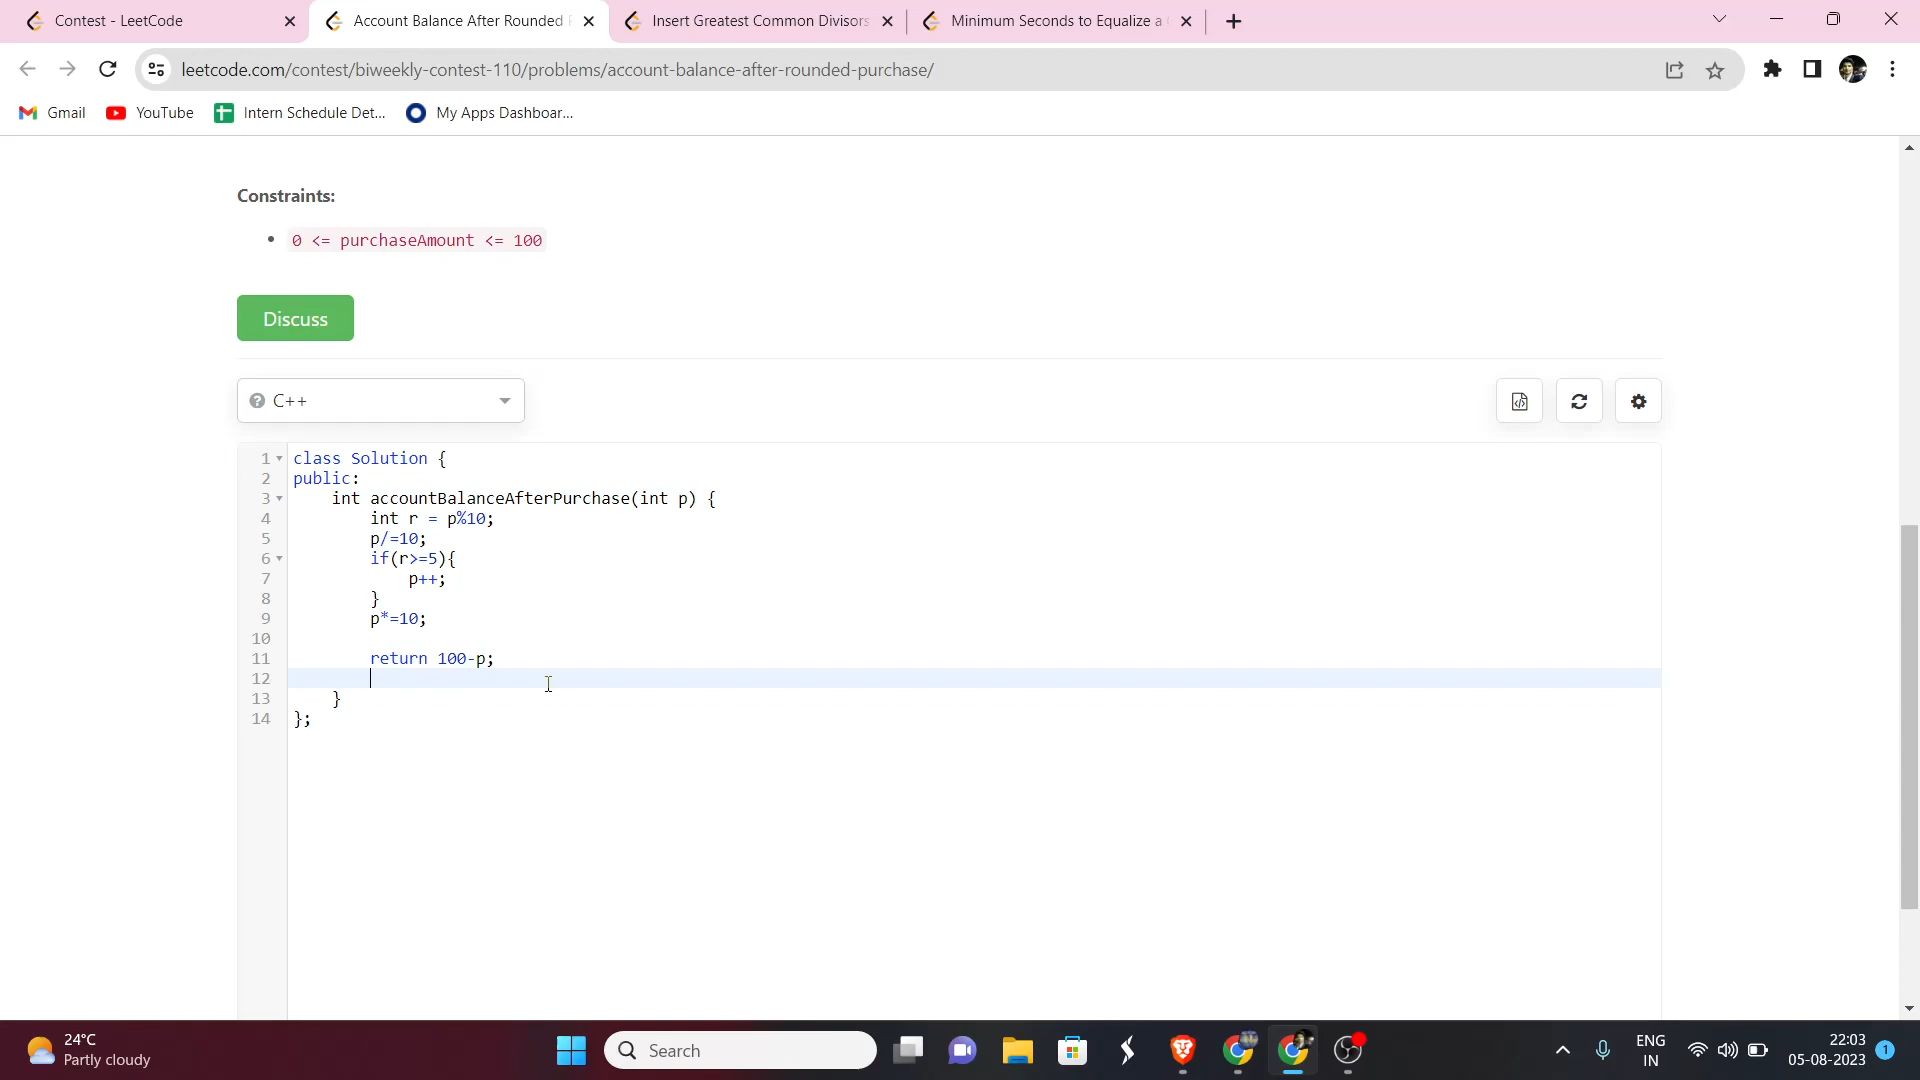 Contest - LeetCode
Account Balance After Rounded
Insert Greatest Common Divisors
Minimum Seconds to Equalize a
leetcode.com/contest/biweekly-contest-110/problems/account-balance-after-rounded-purchase/
Gmail
YouTube
Intern Schedule Det...
My Apps Dashboar...
Constraints:
• 0 <= purchaseAmount <= 100
Discuss
C++
1 class Solution {
2 public:
3 int accountBalanceAfterPurchase(int p) {
4 int r = p%10;
5 p/=10;
6 if(r>=5){
7 p++;
8 }
9 p*=10;
10
11 return 100-p;
12
13 }
14 };
24°C
Partly cloudy
Search
ENG
IN
22:03
05-08-2023
1